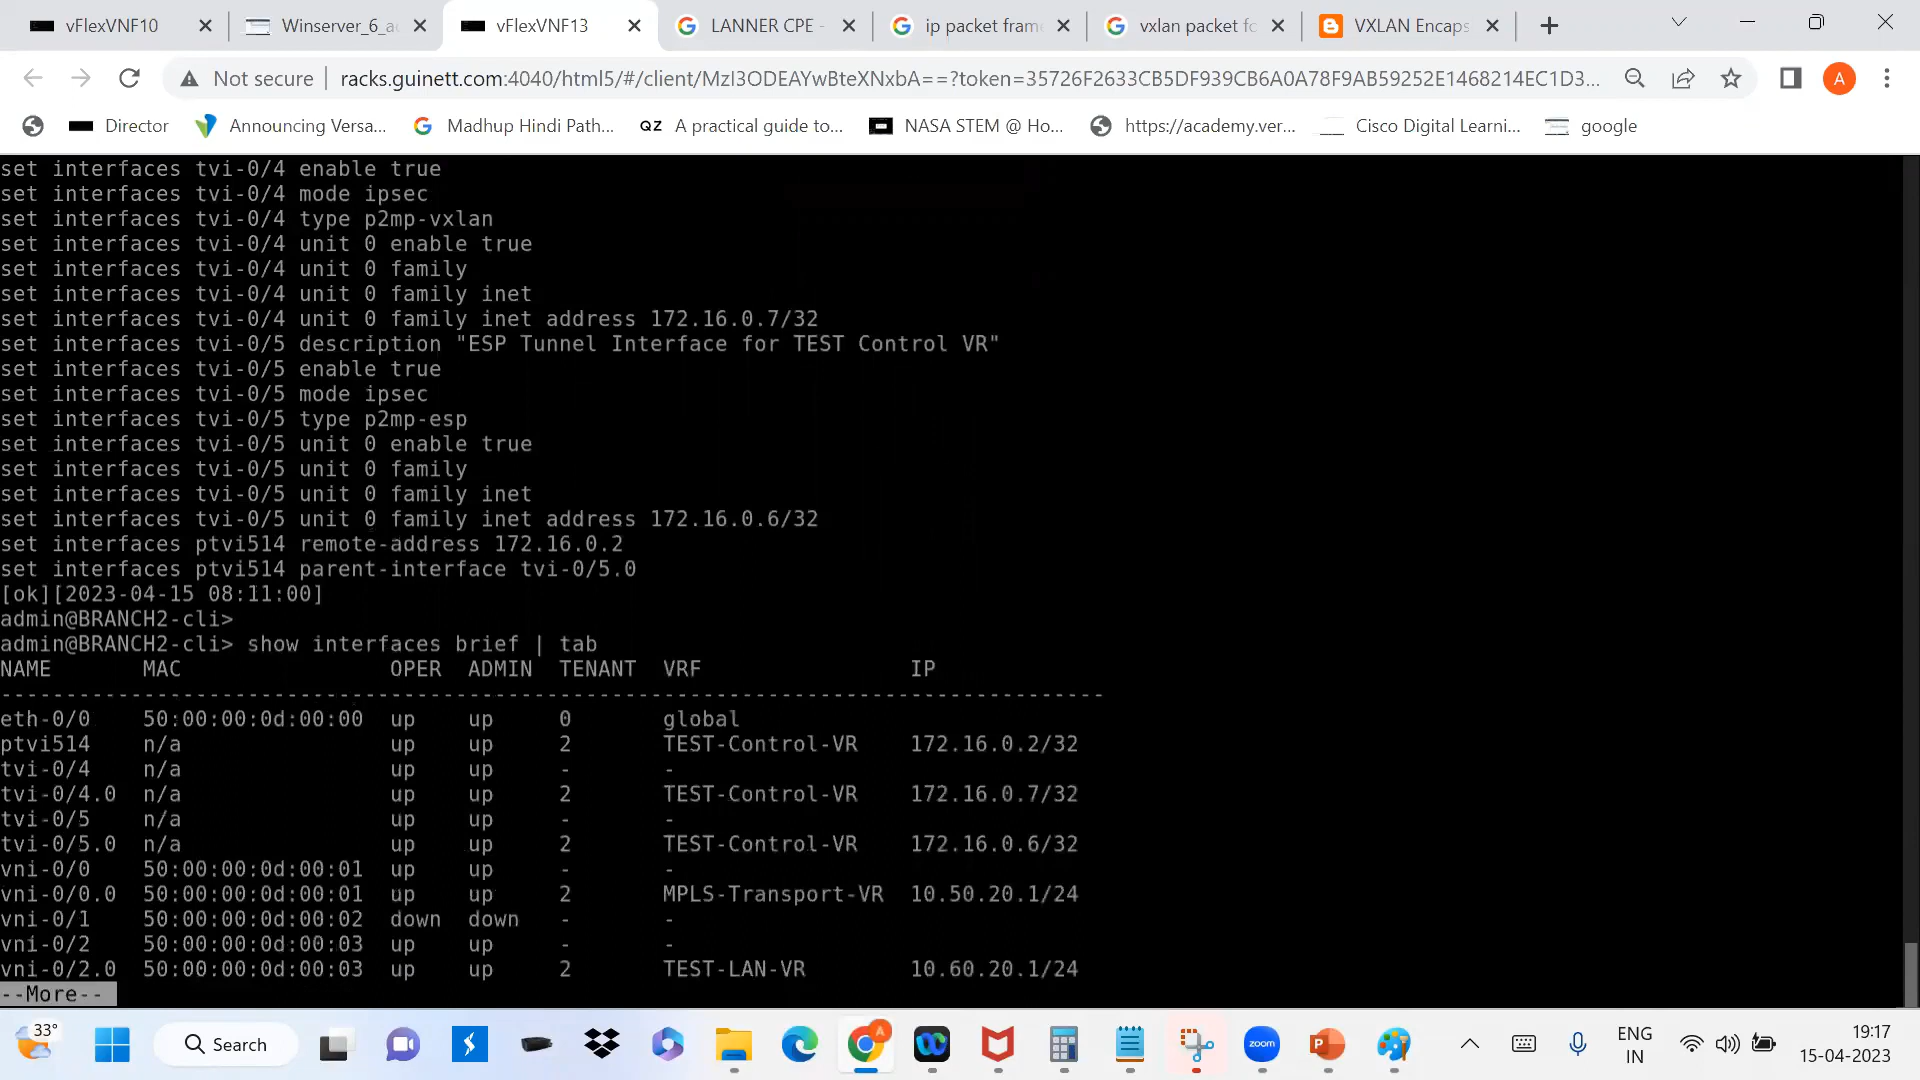 vFlexVNF10
Winserver_6_a
vFlexVNF13
LANNER CPE -
ip packet frame
vxlan packet fo
VXLAN Encaps
Not secure
racks.guinett.com:4040/html5/#/client/MzI3ODEAYwBteXNxbA==?token=35726F2633CB5DF939CB6A0A78F9AB59252E1468214EC1D3...
A
Director
Announcing Versa...
Madhup Hindi Path...
QZ A practical guide to...
NASA STEM @ Ho...
https://academy.ver...
Cisco Digital Learni...
google
set interfaces tvi-0/4 enable true
set interfaces tvi-0/4 mode ipsec
set interfaces tvi-0/4 type p2mp-vxlan
set interfaces tvi-0/4 unit 0 enable true
set interfaces tvi-0/4 unit 0 family
set interfaces tvi-0/4 unit 0 family inet
set interfaces tvi-0/4 unit 0 family inet address 172.16.0.7/32
set interfaces tvi-0/5 description "ESP Tunnel Interface for TEST Control VR"
set interfaces tvi-0/5 enable true
set interfaces tvi-0/5 mode ipsec
set interfaces tvi-0/5 type p2mp-esp
set interfaces tvi-0/5 unit 0 enable true
set interfaces tvi-0/5 unit 0 family
set interfaces tvi-0/5 unit 0 family inet
set interfaces tvi-0/5 unit 0 family inet address 172.16.0.6/32
set interfaces ptvi514 remote-address 172.16.0.2
set interfaces ptvi514 parent-interface tvi-0/5.0
[ok][2023-04-15 08:11:00]
admin@BRANCH2-cli>
admin@BRANCH2-cli> show interfaces brief | tab
NAME MAC OPER ADMIN TENANT VRF IP
-------------------------------------------------------------------------------------
eth-0/0 50:00:00:0d:00:00 up up 0 global
ptvi514 n/a up up 2 TEST-Control-VR 172.16.0.2/32
tvi-0/4 n/a up up - -
tvi-0/4.0 n/a up up 2 TEST-Control-VR 172.16.0.7/32
tvi-0/5 n/a up up - -
tvi-0/5.0 n/a up up 2 TEST-Control-VR 172.16.0.6/32
vni-0/0 50:00:00:0d:00:01 up up - -
vni-0/0.0 50:00:00:0d:00:01 up up 2 MPLS-Transport-VR 10.50.20.1/24
vni-0/1 50:00:00:0d:00:02 down down - -
vni-0/2 50:00:00:0d:00:03 up up - -
vni-0/2.0 50:00:00:0d:00:03 up up 2 TEST-LAN-VR 10.60.20.1/24
--More--
33°
Search
A
zoom
ENG
IN
19:17
15-04-2023